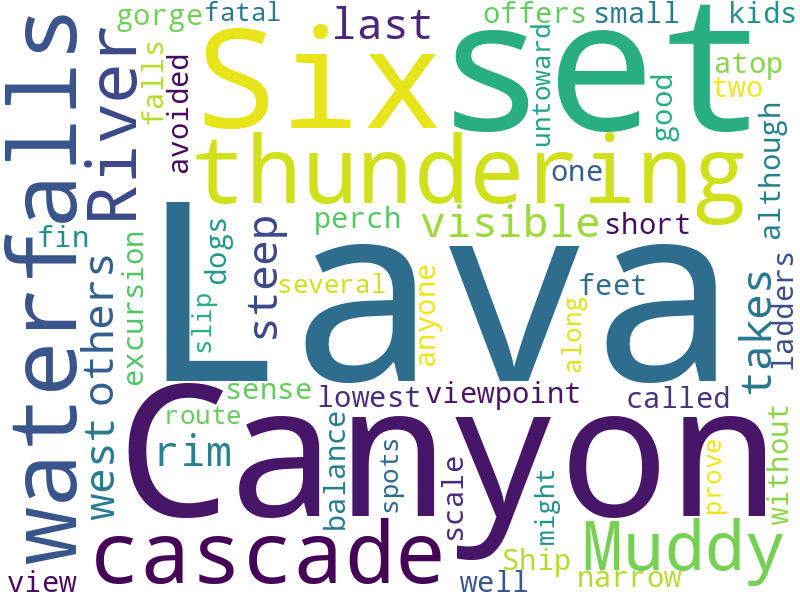 gorge
fatal
last
offers
small
kids
waterfalls
River
falls
avoided
Six
set
untoward
good
atop
two
although
thundering
one
fin
others
west
excursion
slip
dogs
steep
perch
visible
short
several
anyone
feet
along
takes
ladders
Lava
sense
route
rim
lowest
viewpoint
called
Canyon
balance
spots
scale
might
prove
without
cascade
Ship
Muddy
narrow
view
well